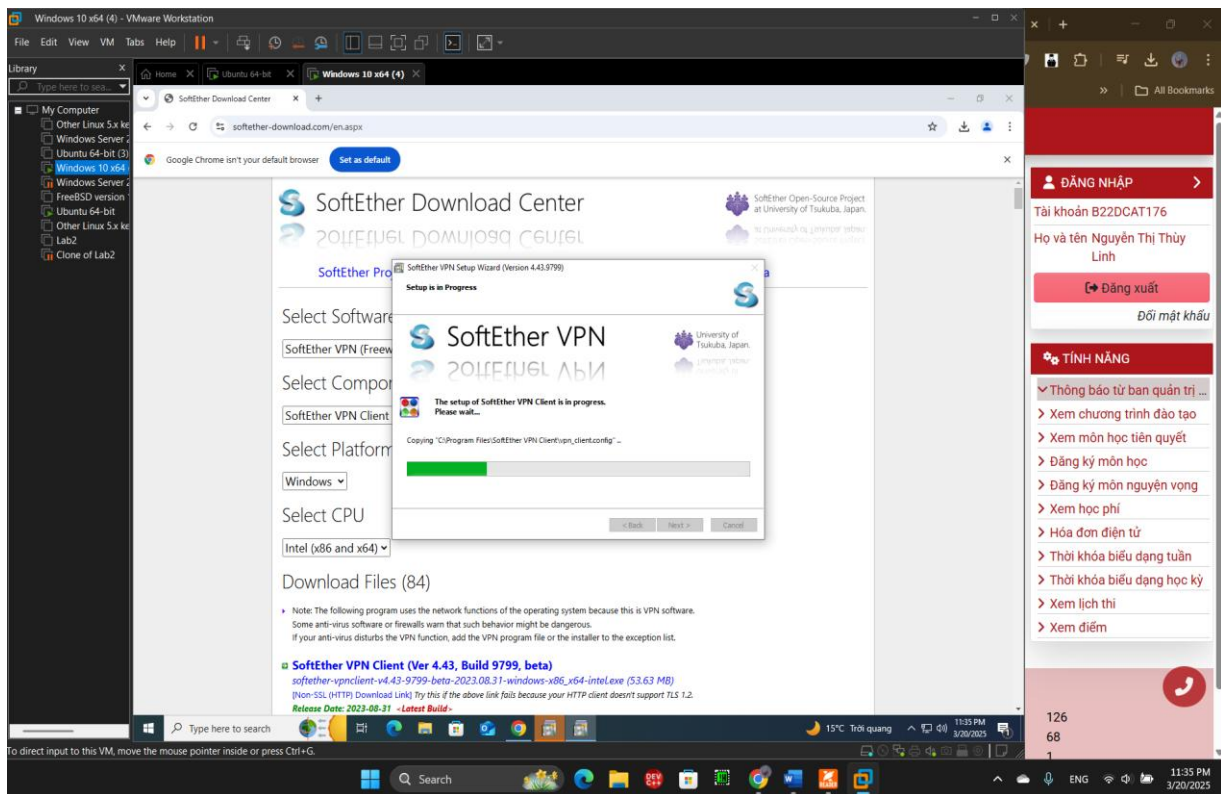 Windows 10 x64 (4) - VMware Workstation
File Edit View VM Tabs Help
Library X
Type here to sea...
My Computer
Other Linux 5.x ke
Windows Server 2
Ubuntu 64-bit (3)
Windows 10 x64
Windows Server 2
FreeBSD version
Ubuntu 64-bit
Other Linux 5.x ke
Lab2
Clone of Lab2
Home Ubuntu 64-bit Windows 10 x64 (4)
SoftEther Download Center
softether-download.com/en.aspx
Google Chrome isn't your default browser Set as default
SoftEther Download Center
SoftEther Open-Source Project
at University of Tsukuba, Japan.
SoftEther Pro
a
Select Software
SoftEther VPN (Freew
Select Compor
SoftEther VPN Client
Select Platform
Windows
Select CPU
Intel (x86 and x64)
Download Files (84)
Note: The following program uses the network functions of the operating system because this is VPN software.
Some anti-virus software or firewalls warn that such behavior might be dangerous.
If your anti-virus disturbs the VPN function, add the VPN program file or the installer to the exception list.
SoftEther VPN Client (Ver 4.43, Build 9799, beta)
softether-vpnclient-v4.43-9799-beta-2023.08.31-windows-x86_x64-intel.exe (53.63 MB)
[Non-SSL (HTTP) Download Link] Try this if the above link fails because your HTTP client doesn't support TLS 1.2.
Release Date: 2023-08-31 <Latest Build>
SoftEther VPN Setup Wizard (Version 4.43.9799)
Setup is in Progress
SoftEther VPN
University of
Tsukuba, Japan.
The setup of SoftEther VPN Client is in progress.
Please wait...
Copying "C:\Program Files\SoftEther VPN Client\vpn_client.config" ...
< Back Next > Cancel
Type here to search
15°C Trời quang
11:35 PM
3/20/2025
To direct input to this VM, move the mouse pointer inside or press Ctrl+G.
All Bookmarks
ĐĂNG NHẬP
Tài khoản B22DCAT176
Họ và tên Nguyễn Thị Thùy
Linh
Đăng xuất
Đổi mật khẩu
TÍNH NĂNG
Thông báo từ ban quản trị ...
Xem chương trình đào tạo
Xem môn học tiên quyết
Đăng ký môn học
Đăng ký môn nguyện vọng
Xem học phí
Hóa đơn điện tử
Thời khóa biểu dạng tuần
Thời khóa biểu dạng học kỳ
Xem lịch thi
Xem điểm
126
68
1
Search
ENG
11:35 PM
3/20/2025